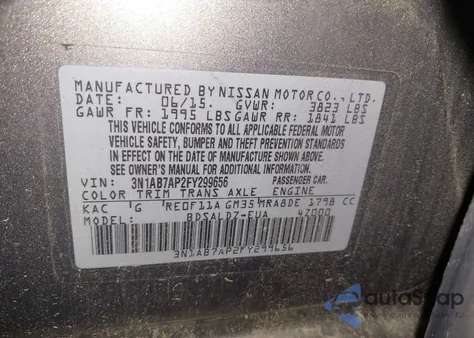 MANUFACTURED BY NISSAN MOTOR CO., LTD.
DATE: 06/15. GVWR: 3823 LBS
GAWR FR: 1995 LBS GAWR RR: 1841 LBS
THIS VEHICLE CONFORMS TO ALL APPLICABLE FEDERAL MOTOR
VEHICLE SAFETY, BUMPER AND THEFT PREVENTION STANDARDS
IN EFFECT ON THE DATE OF MANUFACTURE SHOWN ABOVE.
SEE OWNER'S MANUAL FOR ADDITIONAL INFORMATION.
VIN: 3N1AB7AP2FY299656 PASSENGER CAR.
COLOR TRIM TRANS AXLE ENGINE
KAC G RE0F11A GM35 MRA8DE 1798 CC
MODEL: BDSALDZ-EUA 42000
3N1AB7AP2FY299656
autoSnap